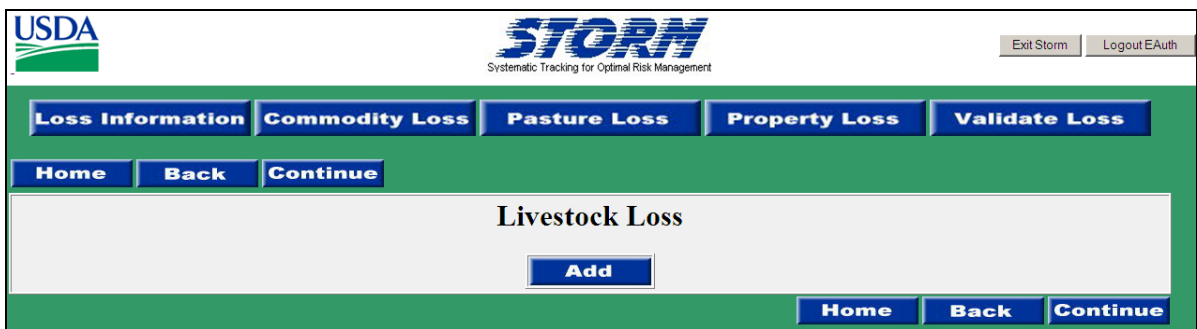 USDA
STORM
Systematic Tracking for Optimal Risk Management
Exit Storm Logout EAuth
Loss Information Commodity Loss Pasture Loss Property Loss Validate Loss
Home Back Continue
Livestock Loss
Add
Home Back Continue